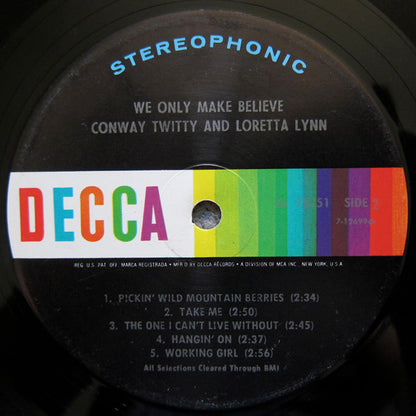 STEREOPHONIC
WE ONLY MAKE BELIEVE
CONWAY TWITTY AND LORETTA LYNN
DECCA
SIDE 2
REG. U.S. PAT. OFF. MARCA REGISTRADA • MFR'D BY DECCA RECORDS • A DIVISION OF MCA INC., NEW YORK, U.S.A.
1. PICKIN' WILD MOUNTAIN BERRIES (2:34)
2. TAKE ME (2:50)
3. THE ONE I CAN'T LIVE WITHOUT (2:45)
4. HANGIN' ON (2:37)
5. WORKING GIRL (2:56)
All Selections Cleared Through BMI